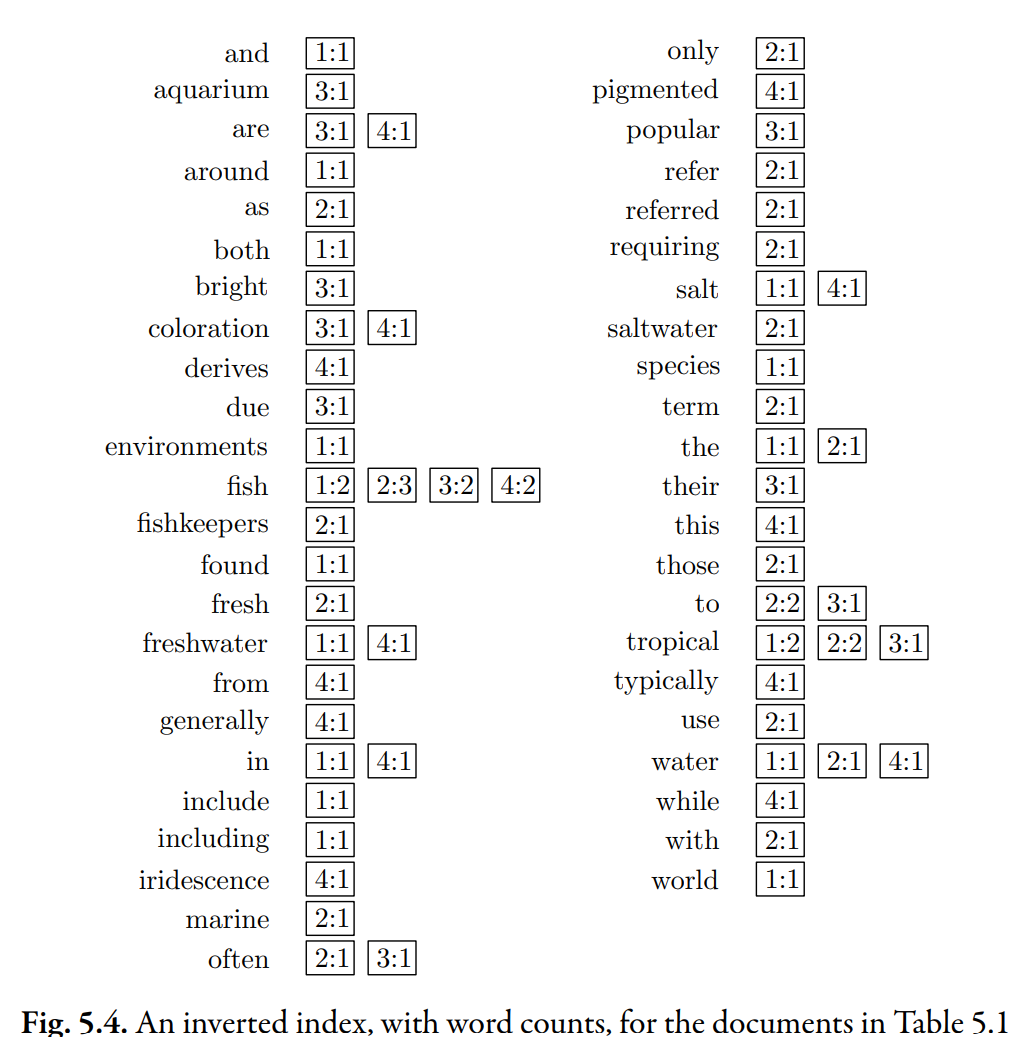 and 1:1
aquarium 3:1
are 3:1 4:1
around 1:1
as 2:1
both 1:1
bright 3:1
coloration 3:1 4:1
derives 4:1
due 3:1
environments 1:1
fish 1:2 2:3 3:2 4:2
fishkeepers 2:1
found 1:1
fresh 2:1
freshwater 1:1 4:1
from 4:1
generally 4:1
in 1:1 4:1
include 1:1
including 1:1
iridescence 4:1
marine 2:1
often 2:1 3:1
only 2:1
pigmented 4:1
popular 3:1
refer 2:1
referred 2:1
requiring 2:1
salt 1:1 4:1
saltwater 2:1
species 1:1
term 2:1
the 1:1 2:1
their 3:1
this 4:1
those 2:1
to 2:2 3:1
tropical 1:2 2:2 3:1
typically 4:1
use 2:1
water 1:1 2:1 4:1
while 4:1
with 2:1
world 1:1
Fig. 5.4. An inverted index, with word counts, for the documents in Table 5.1